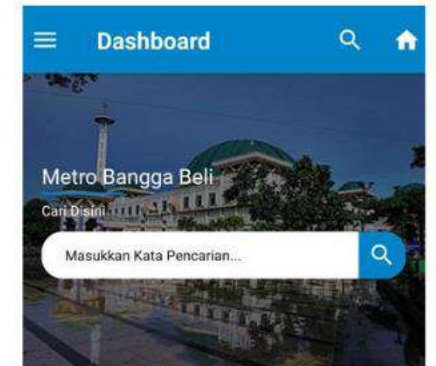 Dashboard
Metro Bangga Beli
Cari Disini
Masukkan Kata Pencarian...